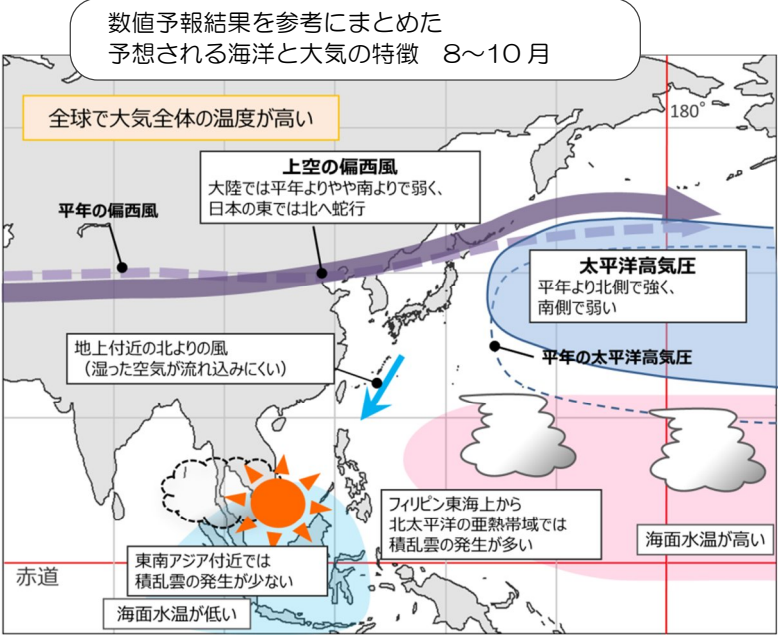 数値予報結果を参考にまとめた
予想される海洋と大気の特徴 8～10月
全球で大気全体の温度が高い
180°
上空の偏西風
大陸では平年よりやや南よりで弱く、
日本の東では北へ蛇行
平年の偏西風
太平洋高気圧
平年より北側で強く、
南側で弱い
地上付近の北よりの風
（湿った空気が流れ込みにくい）
平年の太平洋高気圧
フィリピン東海上から
北太平洋の亜熱帯域では
積乱雲の発生が多い
海面水温が高い
東南アジア付近では
積乱雲の発生が少ない
赤道
海面水温が低い